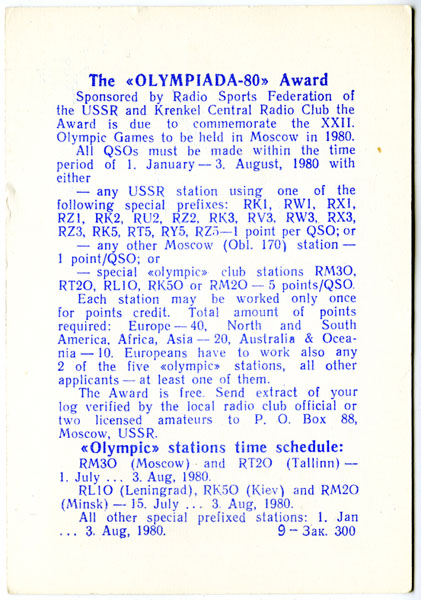 The «OLYMPIADA-80» Award
Sponsored by Radio Sports Federation of
the USSR and Krenkel Central Radio Club the
Award is due to commemorate the XXII.
Olympic Games to be held in Moscow in 1980.
All QSOs must be made within the time
period of 1. January — 3. August, 1980 with
either
— any USSR station using one of the
following special prefixes: RK1, RW1, RX1,
RZ1, RK2, RU2, RZ2, RK3, RV3, RW3, RX3,
RZ3, RK5, RT5, RY5, RZ5—1 point per QSO; or
— any other Moscow (Obl. 170) station —
1 point/QSO; or
— special «olympic» club stations RM3O,
RT2O, RL1O, RK5O or RM2O — 5 points/QSO.
Each station may be worked only once
for points credit. Total amount of points
required: Europe — 40, North and South
America, Africa, Asia — 20, Australia & Ocea-
nia — 10. Europeans have to work also any
2 of the five «olympic» stations, all other
applicants — at least one of them.
The Award is free. Send extract of your
log verified by the local radio club official or
two licensed amateurs to P. O. Box 88,
Moscow, USSR.
«Olympic» stations time schedule:
RM3O (Moscow) and RT2O (Tallinn) —
1. July ... 3. Aug, 1980.
RL1O (Leningrad), RK5O (Kiev) and RM2O
(Minsk) — 15. July ... 3. Aug, 1980.
All other special prefixed stations: 1. Jan
... 3. Aug, 1980. 9 — Зак. 300